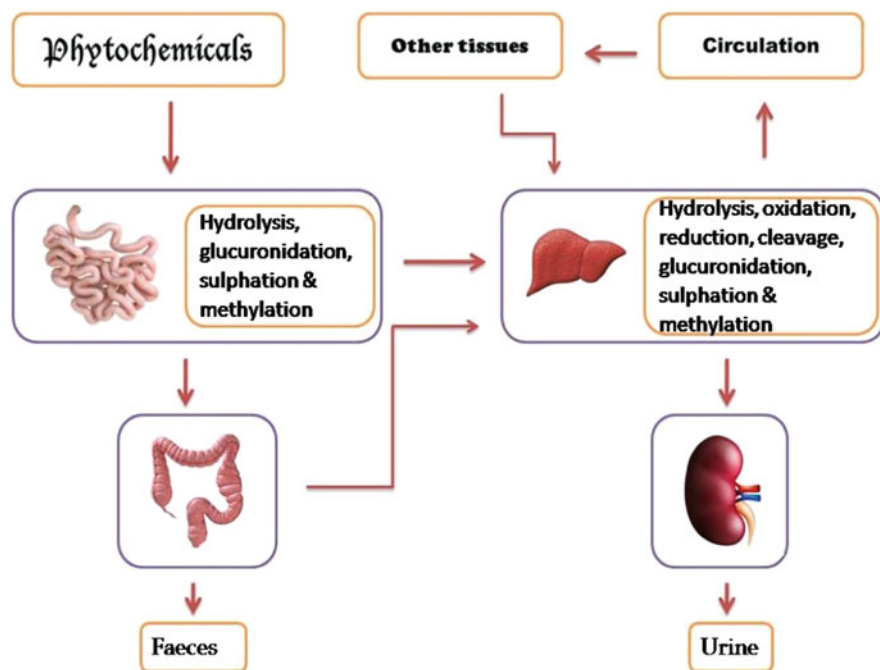 Phytochemicals
Other tissues
Circulation
Hydrolysis,
glucuronidation,
sulphation &
methylation
Hydrolysis, oxidation,
reduction, cleavage,
glucuronidation,
sulphation &
methylation
Faeces
Urine